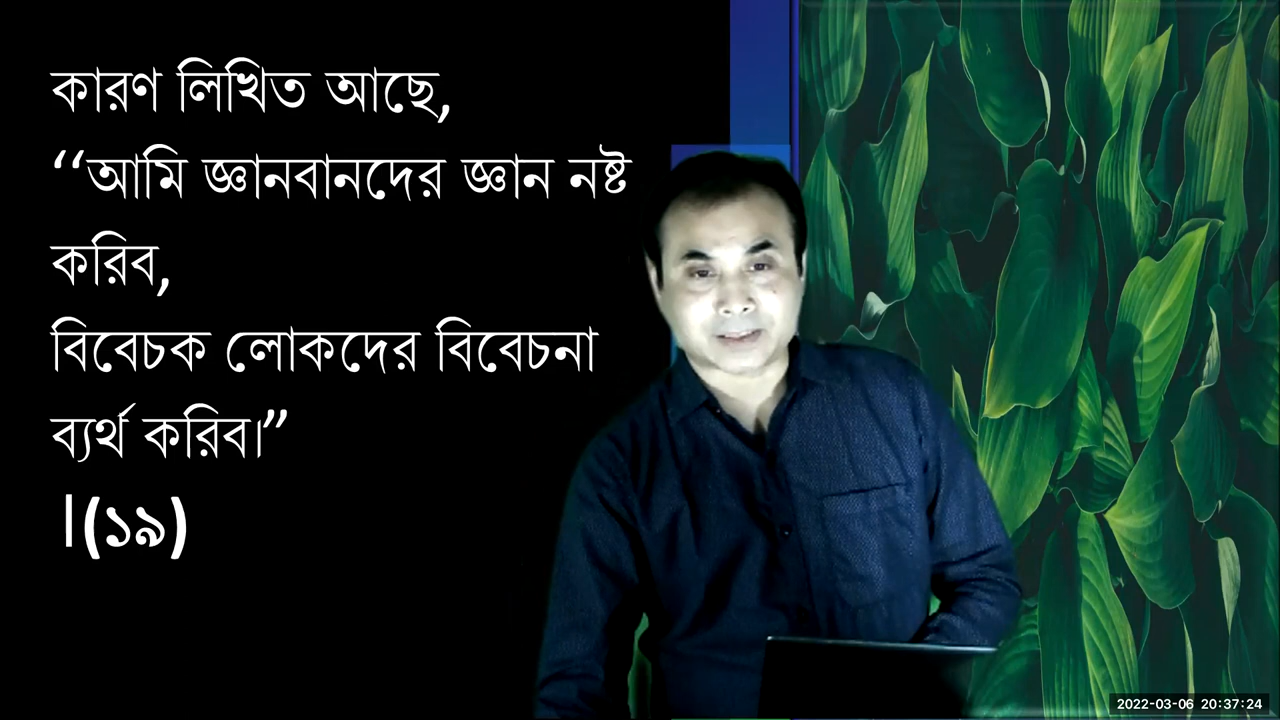 কারণ লিখিত আছে,
‘‘আমি জ্ঞানবানদের জ্ঞান নষ্ট
করিব,
বিবেচক লোকদের বিবেচনা
ব্যর্থ করিব।”
।(১৯)
2022-03-06 20:37:24